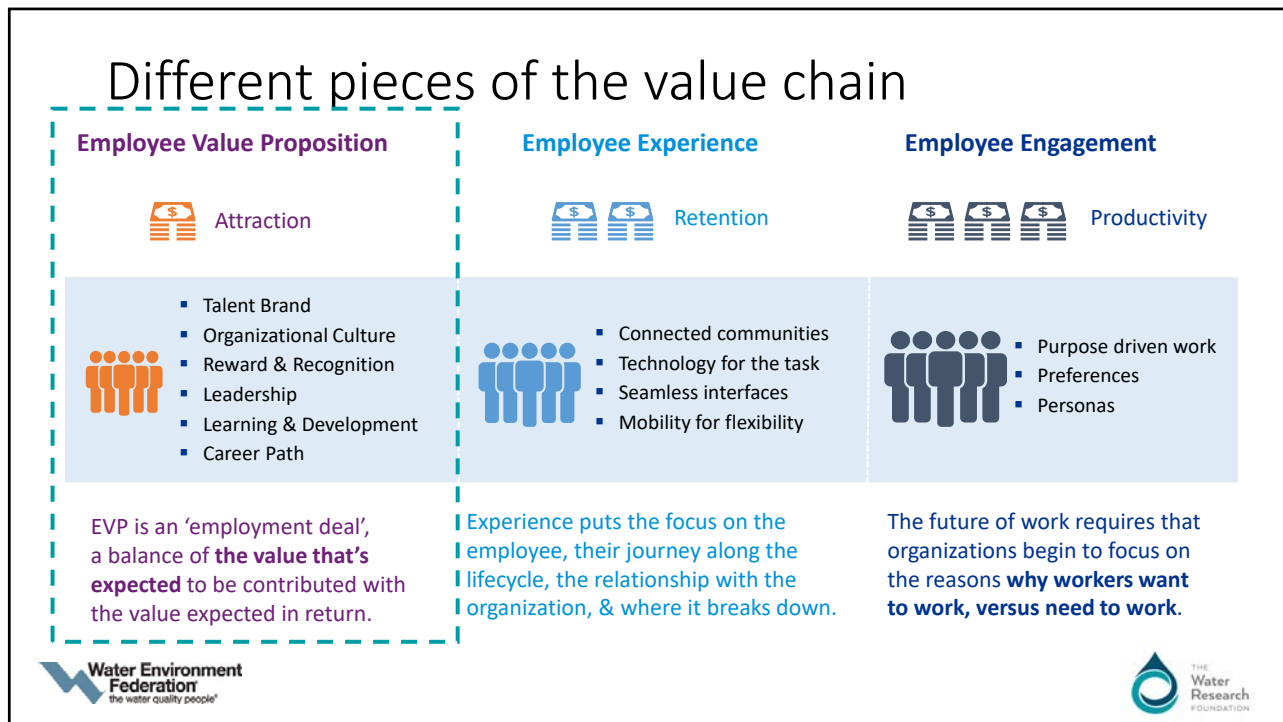 Different pieces of the value chain
Employee Value Proposition
$ Attraction
▪ Talent Brand
▪ Organizational Culture
▪ Reward & Recognition
▪ Leadership
▪ Learning & Development
▪ Career Path
EVP is an ‘employment deal’,
a balance of the value that’s
expected to be contributed with
the value expected in return.
Employee Experience
$ $ Retention
▪ Connected communities
▪ Technology for the task
▪ Seamless interfaces
▪ Mobility for flexibility
Experience puts the focus on the
employee, their journey along the
lifecycle, the relationship with the
organization, & where it breaks down.
Employee Engagement
$ $ $ Productivity
▪ Purpose driven work
▪ Preferences
▪ Personas
The future of work requires that
organizations begin to focus on
the reasons why workers want
to work, versus need to work.
Water Environment
Federation®
the water quality people®
THE
Water
Research
FOUNDATION